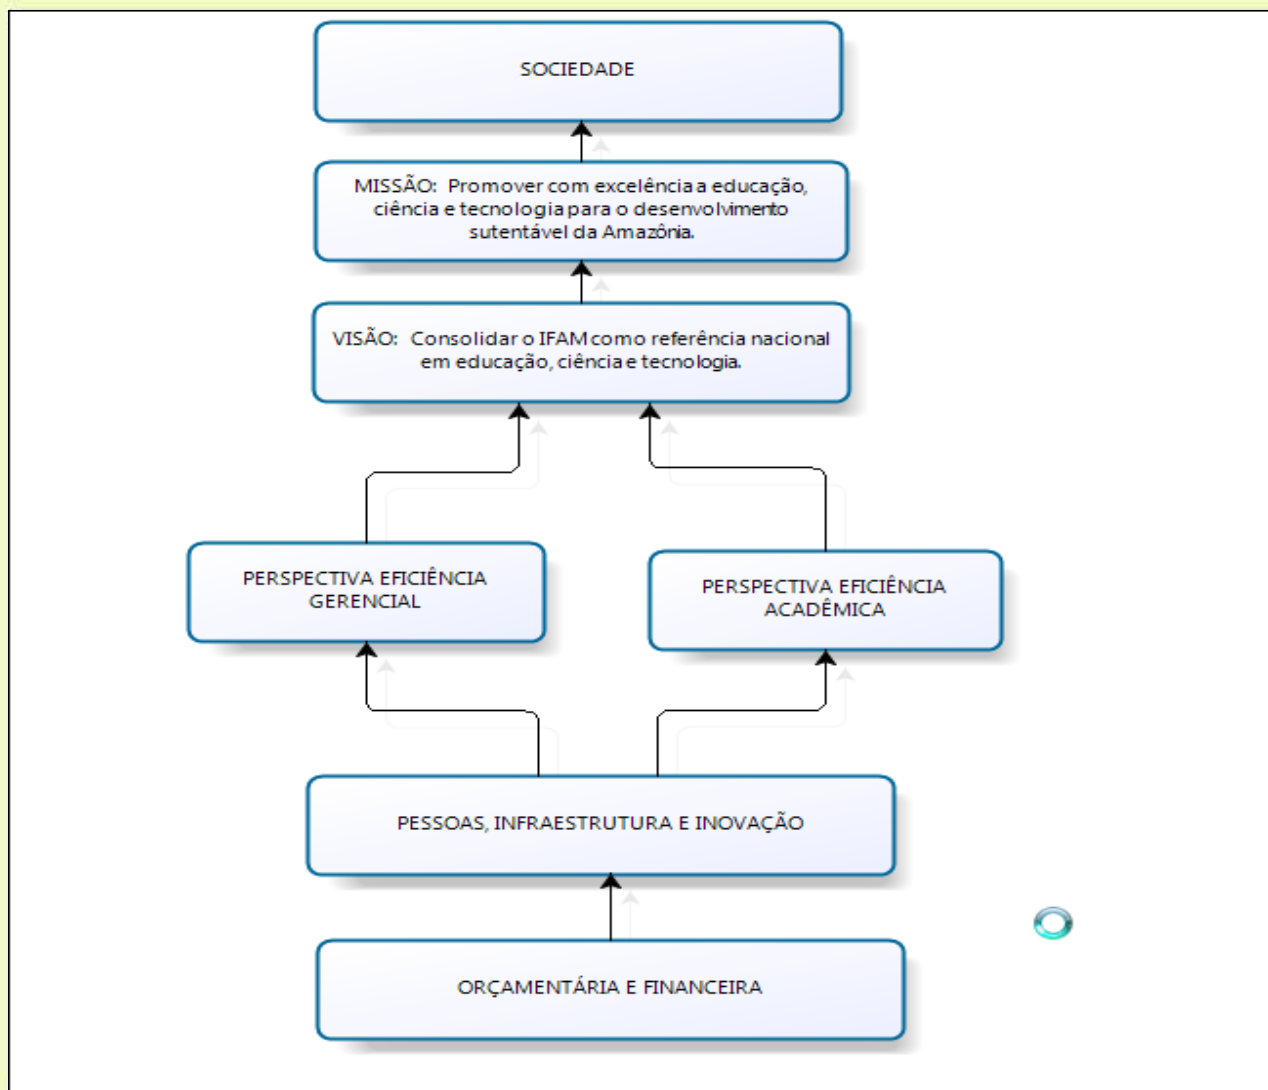 SOCIEDADE
MISSÃO: Promover com excelência a educação,
ciência e tecnologia para o desenvolvimento
sutentável da Amazônia.
VISÃO: Consolidar o IFAM como referência nacional
em educação, ciência e tecnologia.
PERSPECTIVA EFICIÊNCIA
GERENCIAL
PERSPECTIVA EFICIÊNCIA
ACADÊMICA
PESSOAS, INFRAESTRUTURA E INOVAÇÃO
ORÇAMENTÁRIA E FINANCEIRA